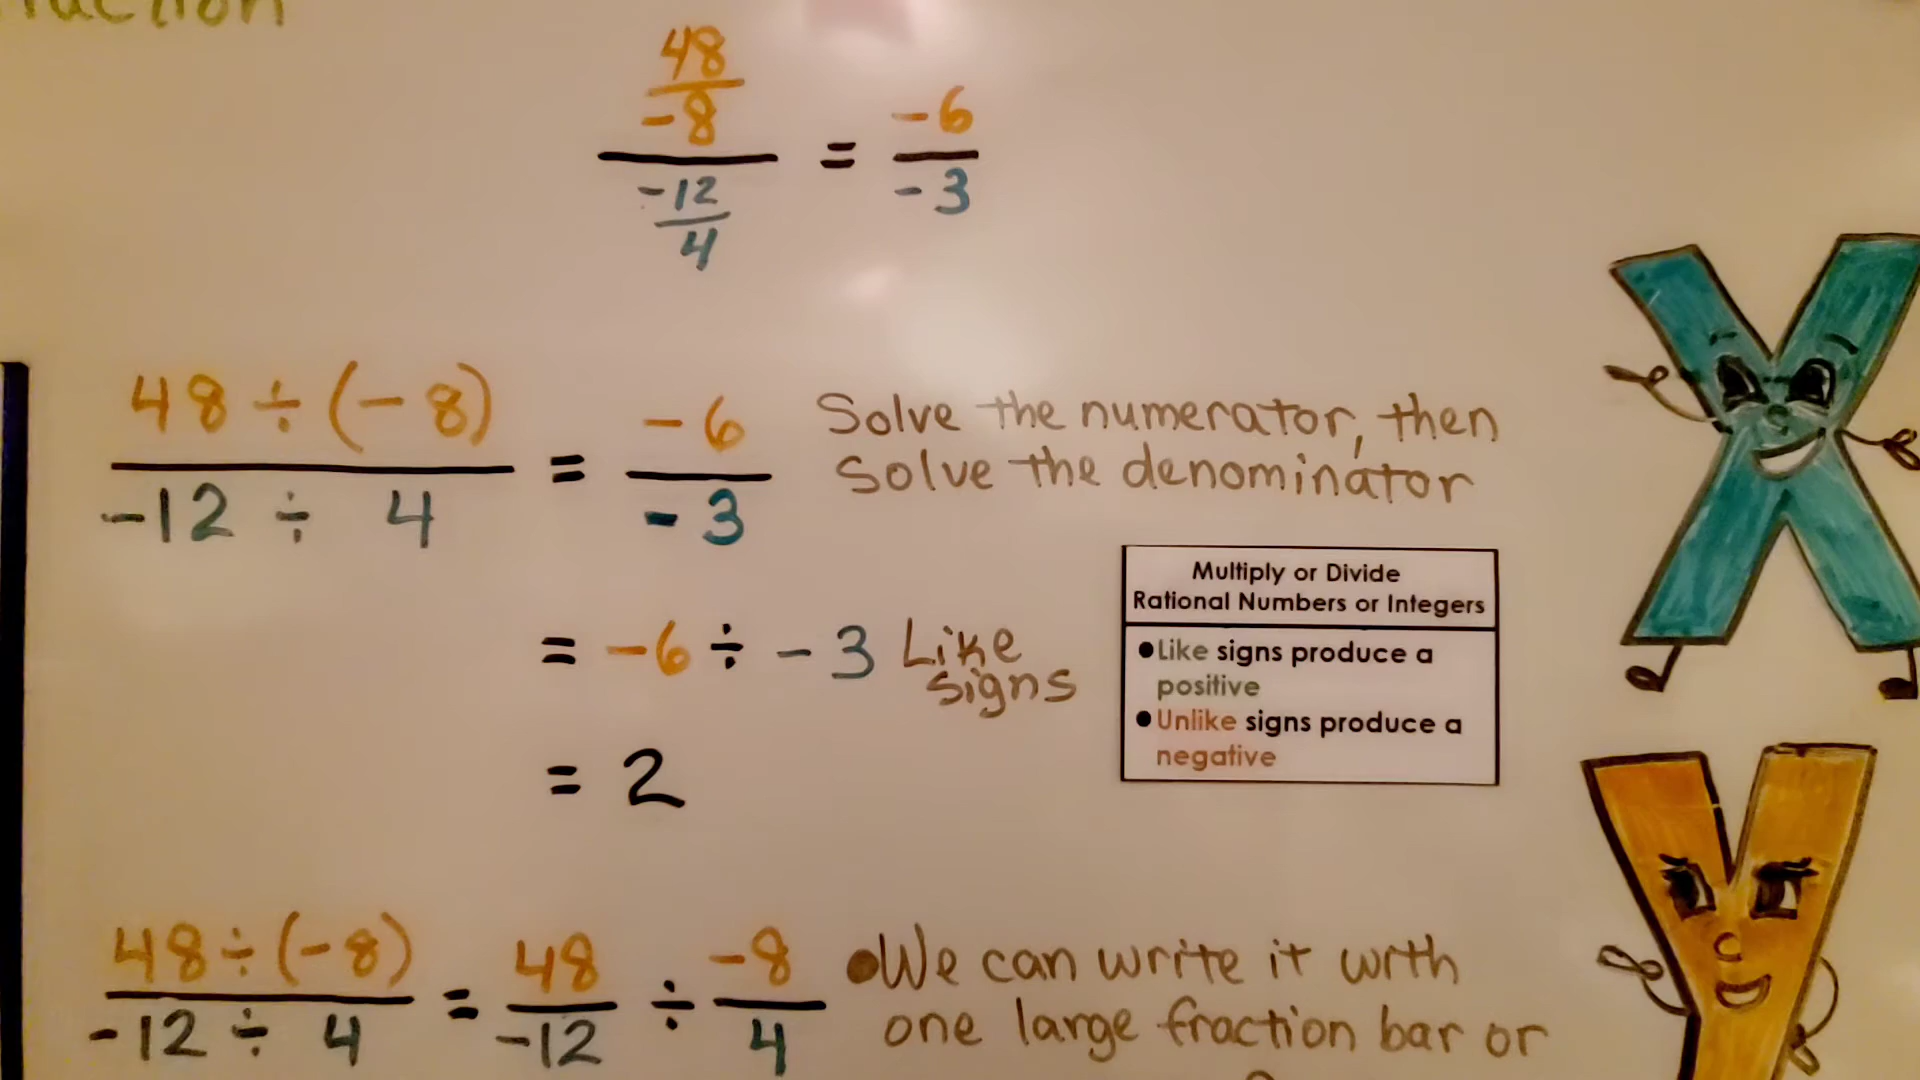 48
-8
-12
4
= -6
-3
48 ÷ (-8)
-12 ÷ 4
= -6
-3
Solve the numerator, then
solve the denominator
= -6 ÷ -3 Like
signs
= 2
Multiply or Divide
Rational Numbers or Integers
●Like signs produce a
positive
●Unlike signs produce a
negative
48÷(-8)
-12 ÷ 4
= 48
-12
÷ -8
4
●We can write it with
one large fraction bar or